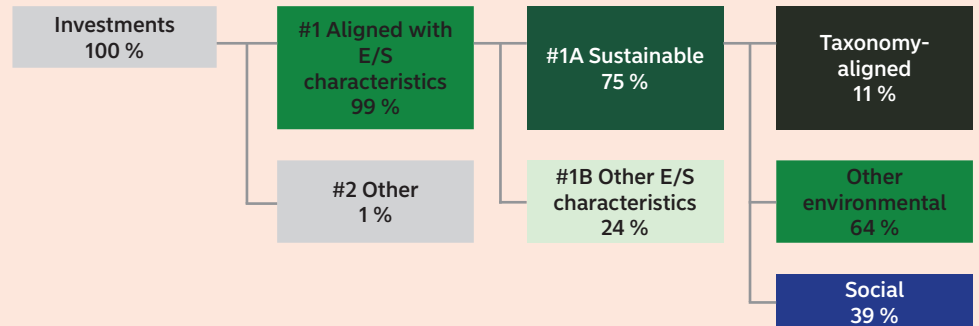 Investments
100 %
#1 Aligned with
E/S
characteristics
99 %
#2 Other
1 %
#1A Sustainable
75 %
#1B Other E/S
characteristics
24 %
Taxonomy-
aligned
11 %
Other
environmental
64 %
Social
39 %